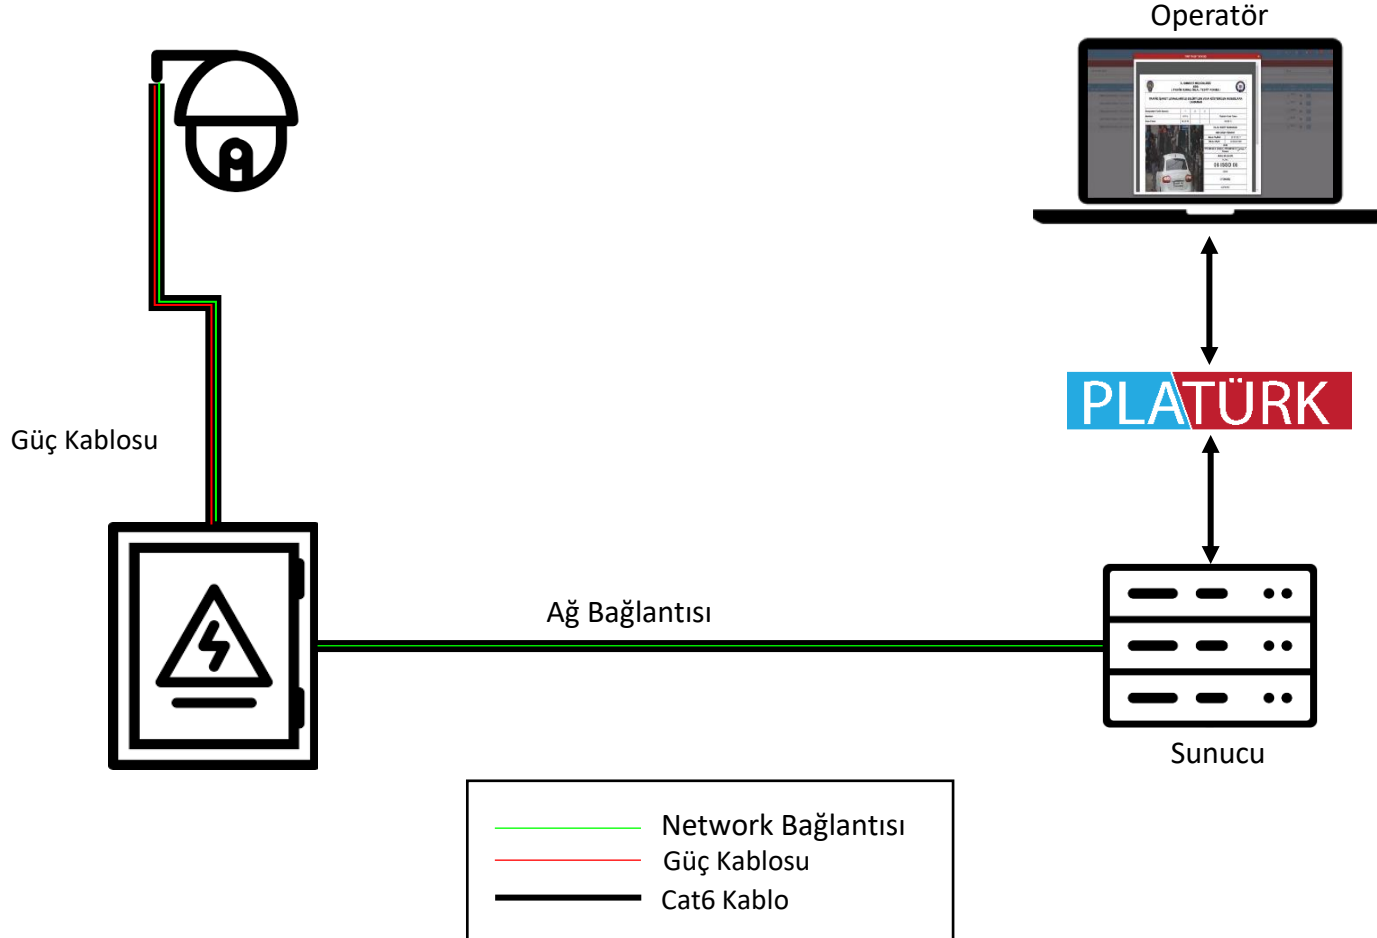 Operatör
Güç Kablosu
PLATÜRK
Ağ Bağlantısı
Sunucu
Network Bağlantısı
Güç Kablosu
Cat6 Kablo